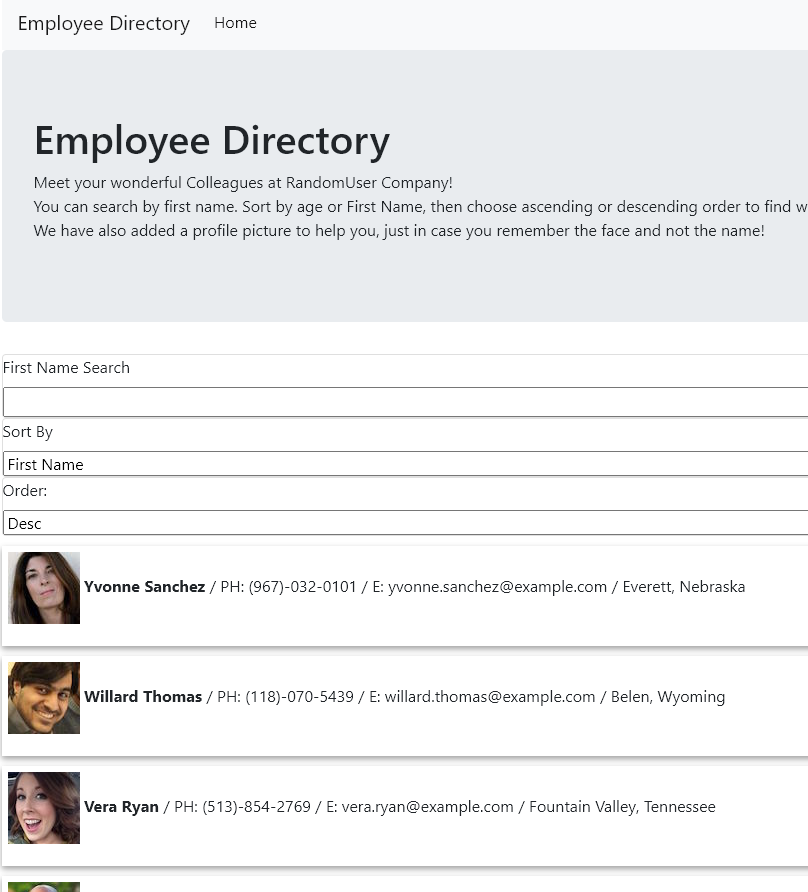 Employee Directory Home
Employee Directory
Meet your wonderful Colleagues at RandomUser Company!
You can search by first name. Sort by age or First Name, then choose ascending or descending order to find
We have also added a profile picture to help you, just in case you remember the face and not the name!
First Name Search
Sort By
First Name
Order:
Desc
Yvonne Sanchez / PH: (967)-032-0101 / E: yvonne.sanchez@example.com / Everett, Nebraska
Willard Thomas / PH: (118)-070-5439 / E: willard.thomas@example.com / Belen, Wyoming
Vera Ryan / PH: (513)-854-2769 / E: vera.ryan@example.com / Fountain Valley, Tennessee